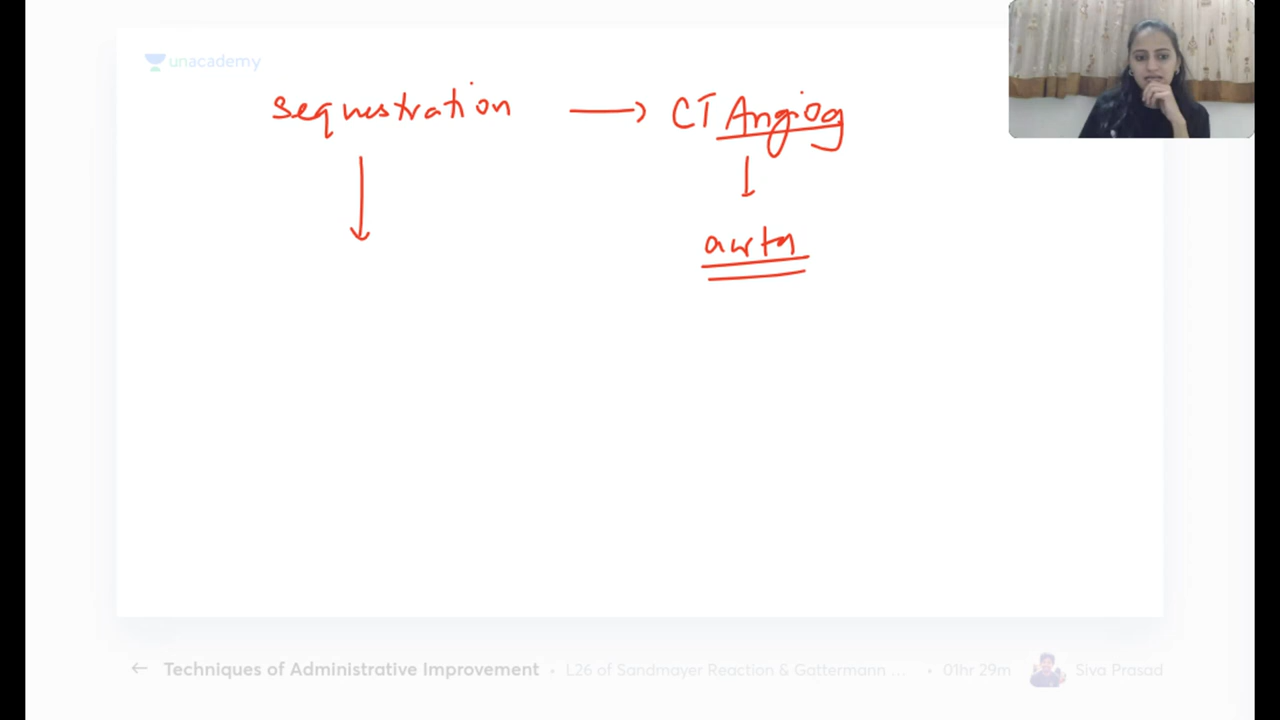 unacademy
sequestration → CT Angiog
↓ ↓
aorta
← Techniques of Administrative Improvement • L26 of Sandmayer Reaction & Gattermann ... • 01hr 29m Siva Prasad